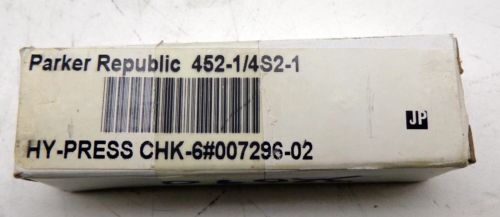 Parker Republic 452-1/4S2-1
JP
HY-PRESS CHK-6#007296-02